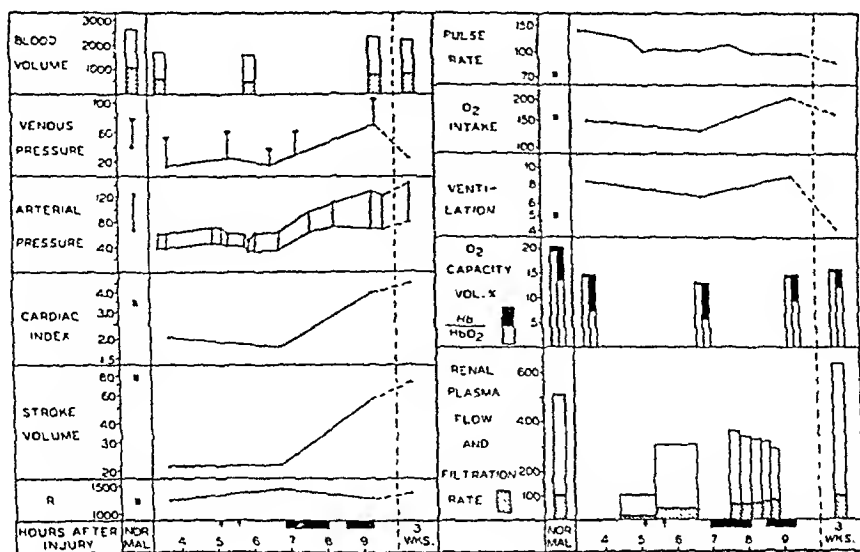 BLOOD
VOLUME
3000
2000
1000
VENOUS
PRESSURE
100
60
20
ARTERIAL
PRESSURE
120
80
40
CARDIAC
INDEX
4.0
3.0
2.0
1.5
STROKE
VOLUME
80
60
40
30
20
R
1500
1000
HOURS AFTER
INJURY
NOR
MAL
4 5 6 7 8 9
3
WKS.
PULSE
RATE
150
100
70
O2
INTAKE
200
150
100
VENTI-
LATION
10
8
6
5
4
O2
CAPACITY
VOL.%
Hb
HbO2
20
15
10
5
RENAL
PLASMA
FLOW
AND
FILTRATION
RATE
600
400
200
100
NOR
MAL
4 5 6 7 8 9
3
WKS.